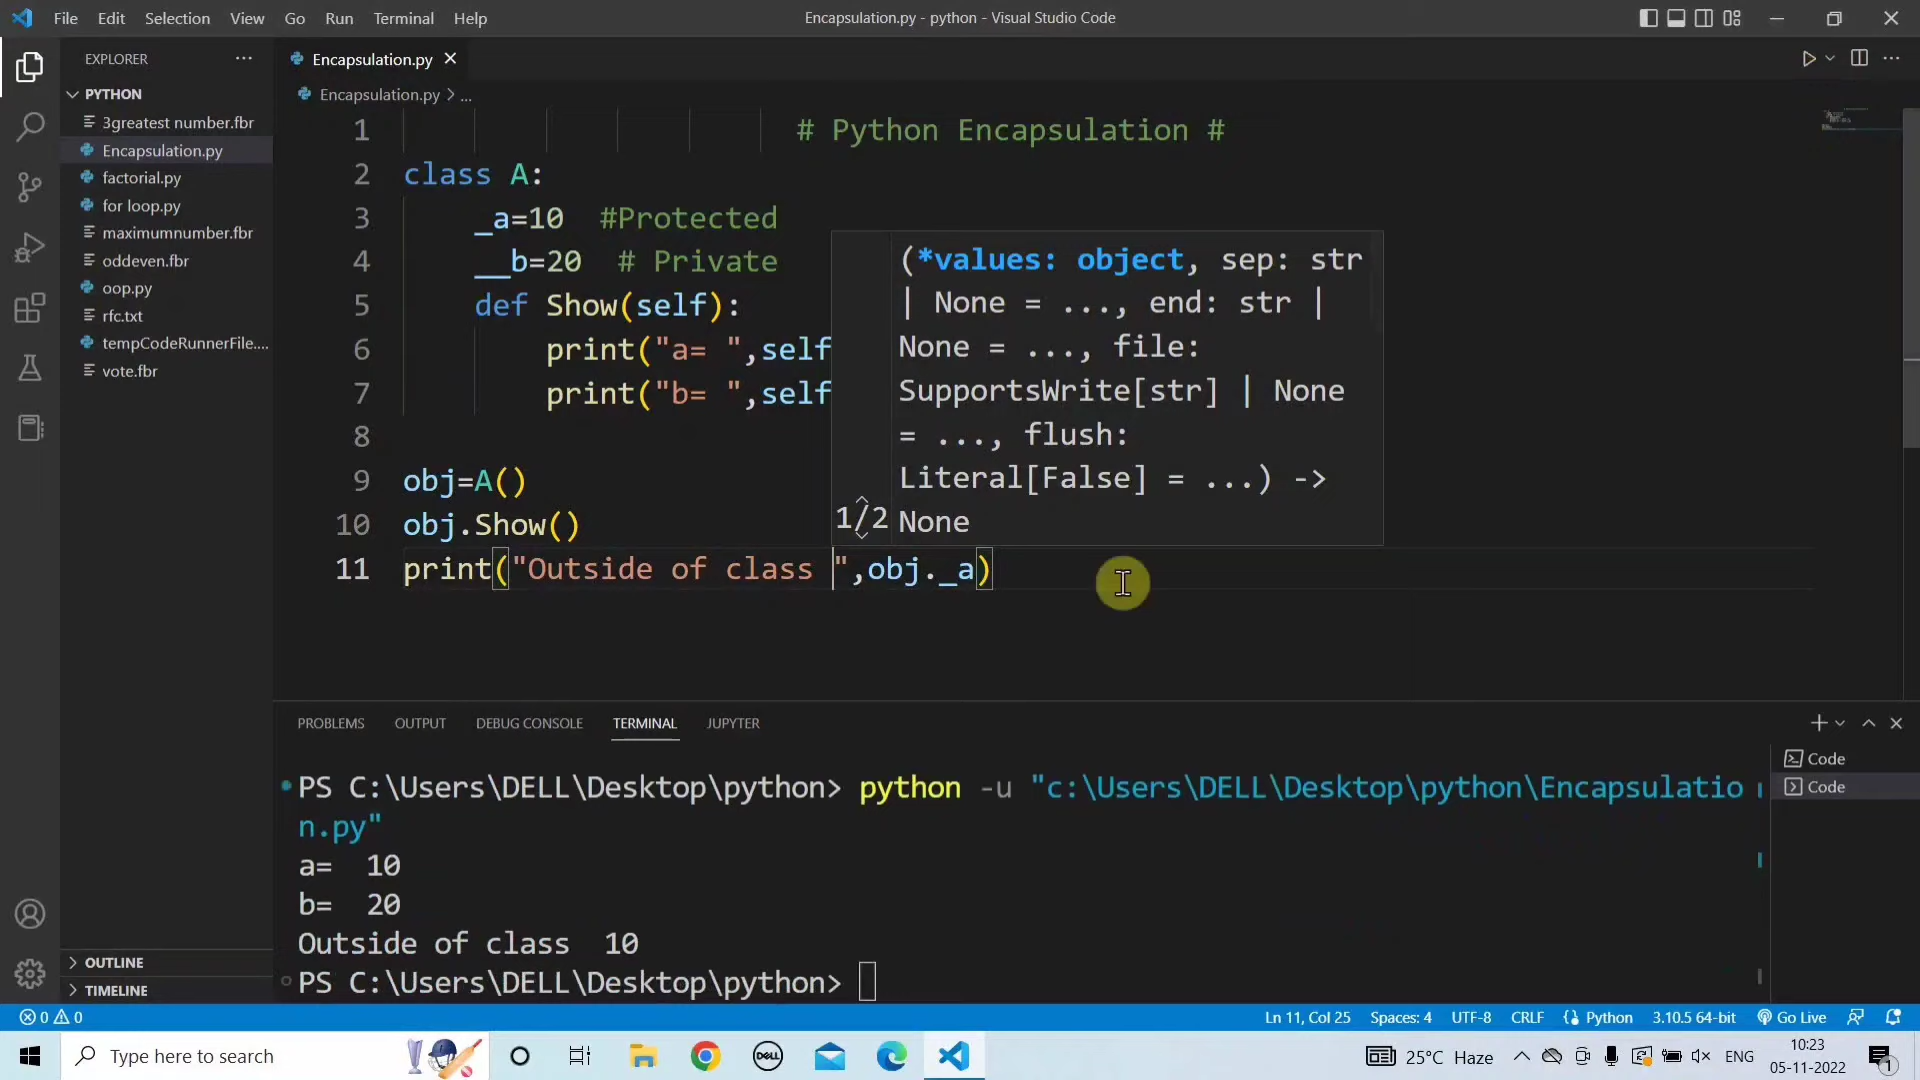 File Edit Selection View Go Run Terminal Help
Encapsulation.py - python - Visual Studio Code
EXPLORER
PYTHON
3greatest number.fbr
Encapsulation.py
factorial.py
for loop.py
maximumnumber.fbr
oddeven.fbr
oop.py
rfc.txt
tempCodeRunnerFile....
vote.fbr
OUTLINE
TIMELINE
Encapsulation.py
Encapsulation.py > ...
1 # Python Encapsulation #
2 class A:
3 _a=10 #Protected
4 __b=20 # Private
5 def Show(self):
6 print("a= ",self
7 print("b= ",self
8
9 obj=A()
10 obj.Show()
11 print("Outside of class ",obj._a)
(*values: object, sep: str
| None = ..., end: str |
None = ..., file:
SupportsWrite[str] | None
= ..., flush:
Literal[False] = ...) ->
1/2 None
PROBLEMS OUTPUT DEBUG CONSOLE TERMINAL JUPYTER
PS C:\Users\DELL\Desktop\python> python -u "c:\Users\DELL\Desktop\python\Encapsulatio
n.py"
a=  10
b=  20
Outside of class  10
PS C:\Users\DELL\Desktop\python>
Code
Code
0 0
Ln 11, Col 25 Spaces: 4 UTF-8 CRLF Python 3.10.5 64-bit Go Live
Type here to search
DELL
25°C Haze
ENG
10:23
05-11-2022
1